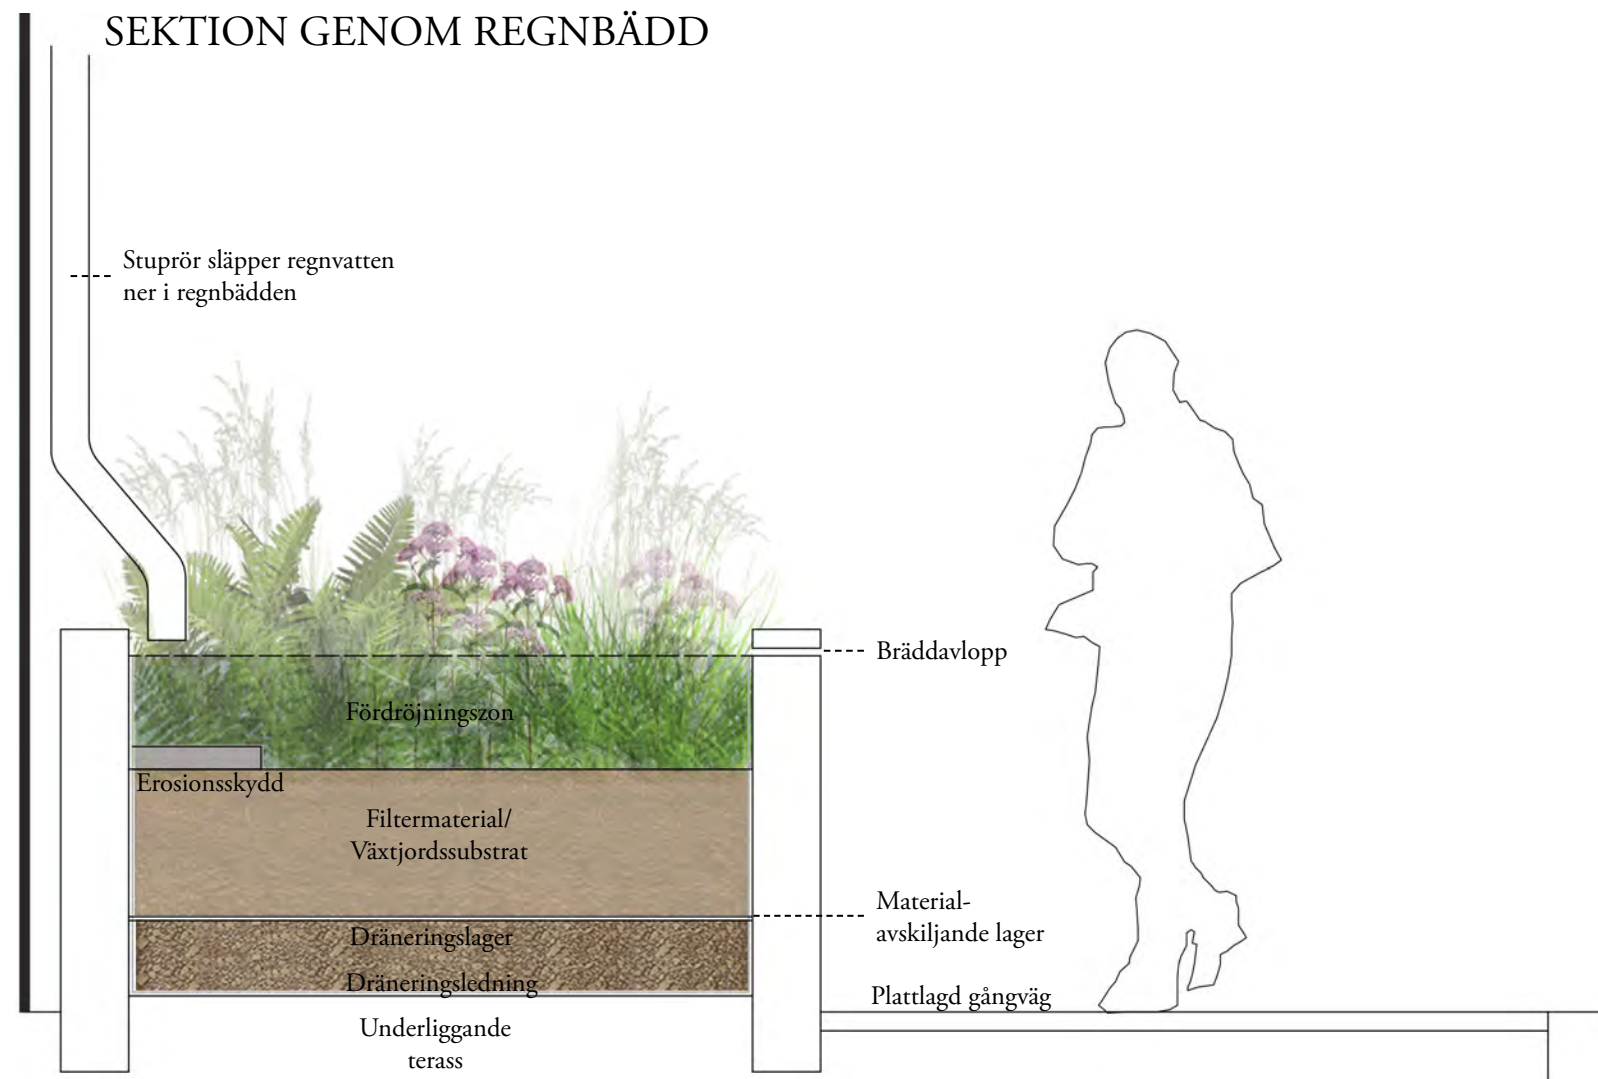 SEKTION GENOM REGNBÄDD
Stuprör släpper regnvatten
ner i regnbädden
Bräddavlopp
Fördröjningszon
Erosionsskydd
Filtermaterial/
Växtjordssubstrat
Material-
avskiljande lager
Dräneringslager
Dräneringsledning
Plattlagd gångväg
Underliggande
terass